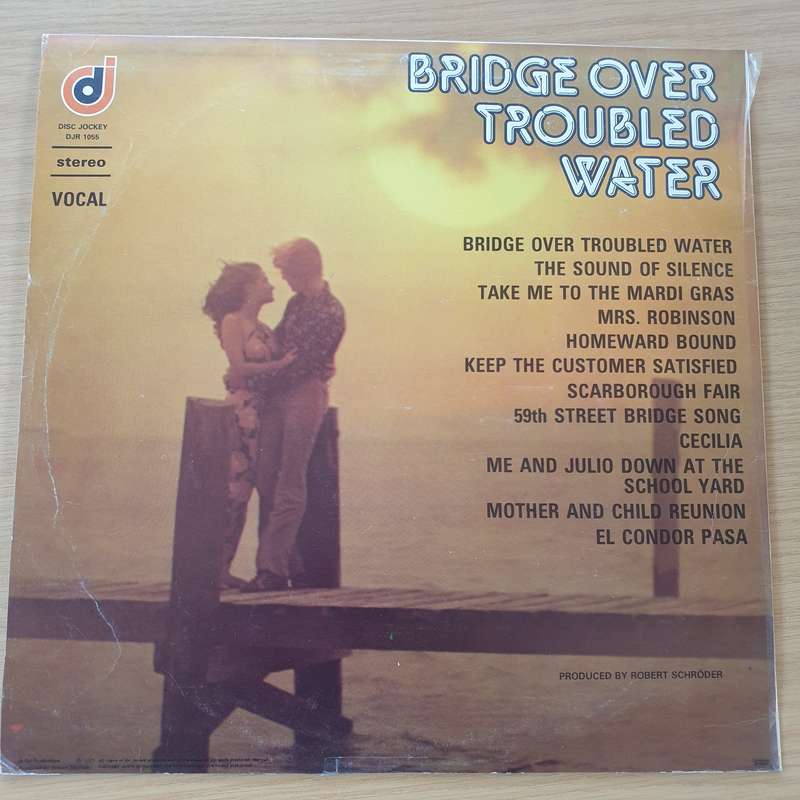 dj
DISC JOCKEY
DJR 1055
stereo
VOCAL
BRIDGE OVER
TROUBLED
WATER
BRIDGE OVER TROUBLED WATER
THE SOUND OF SILENCE
TAKE ME TO THE MARDI GRAS
MRS. ROBINSON
HOMEWARD BOUND
KEEP THE CUSTOMER SATISFIED
SCARBOROUGH FAIR
59th STREET BRIDGE SONG
CECILIA
ME AND JULIO DOWN AT THE
SCHOOL YARD
MOTHER AND CHILD REUNION
EL CONDOR PASA
PRODUCED BY ROBERT SCHRÖDER